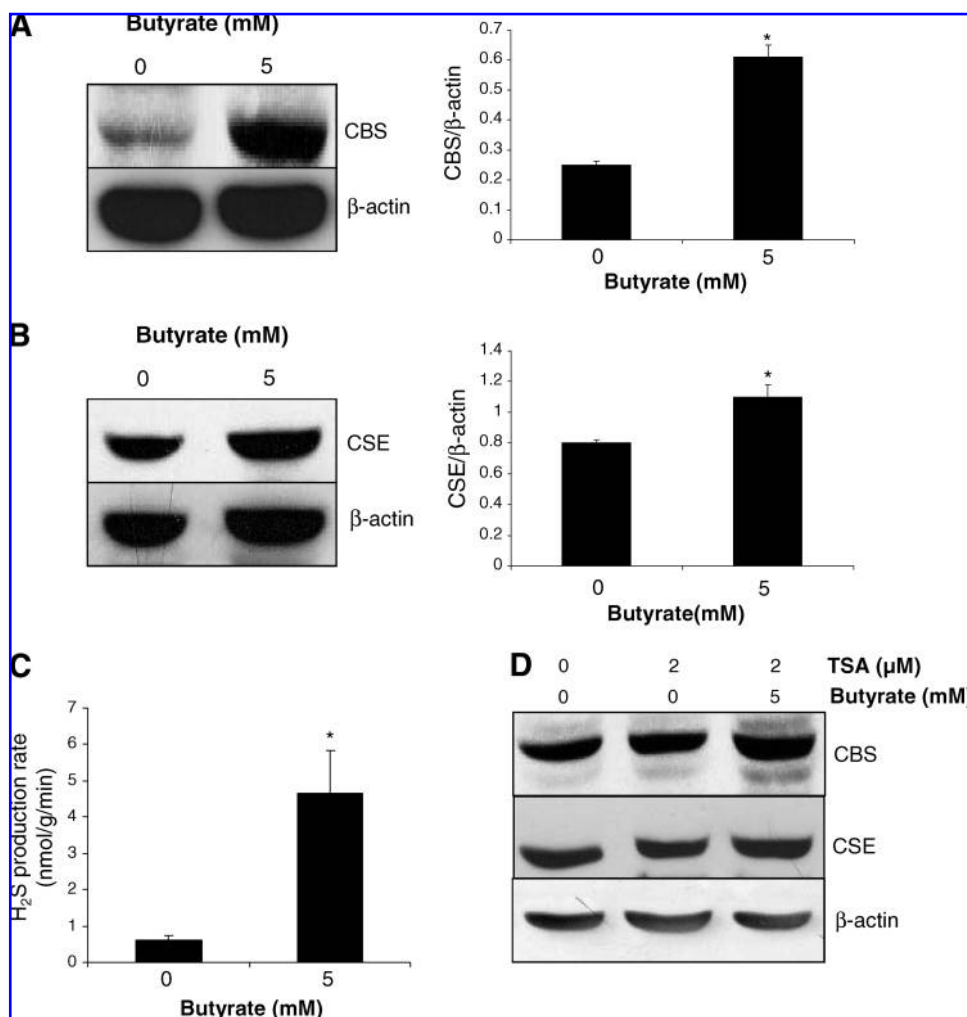 A
Butyrate (mM)
0 5
CBS
β-actin
CBS/β-actin
0.7
0.6
0.5
0.4
0.3
0.2
0.1
0
*
0 5
Butyrate (mM)
B
Butyrate (mM)
0 5
CSE
β-actin
CSE/β-actin
1.4
1.2
1
0.8
0.6
0.4
0.2
0
*
0 5
Butyrate(mM)
C
H₂S production rate
(nmol/g/min)
7
6
5
4
3
2
1
0
*
0 5
Butyrate (mM)
D
0 2 2 TSA (µM)
0 0 5 Butyrate (mM)
CBS
CSE
β-actin